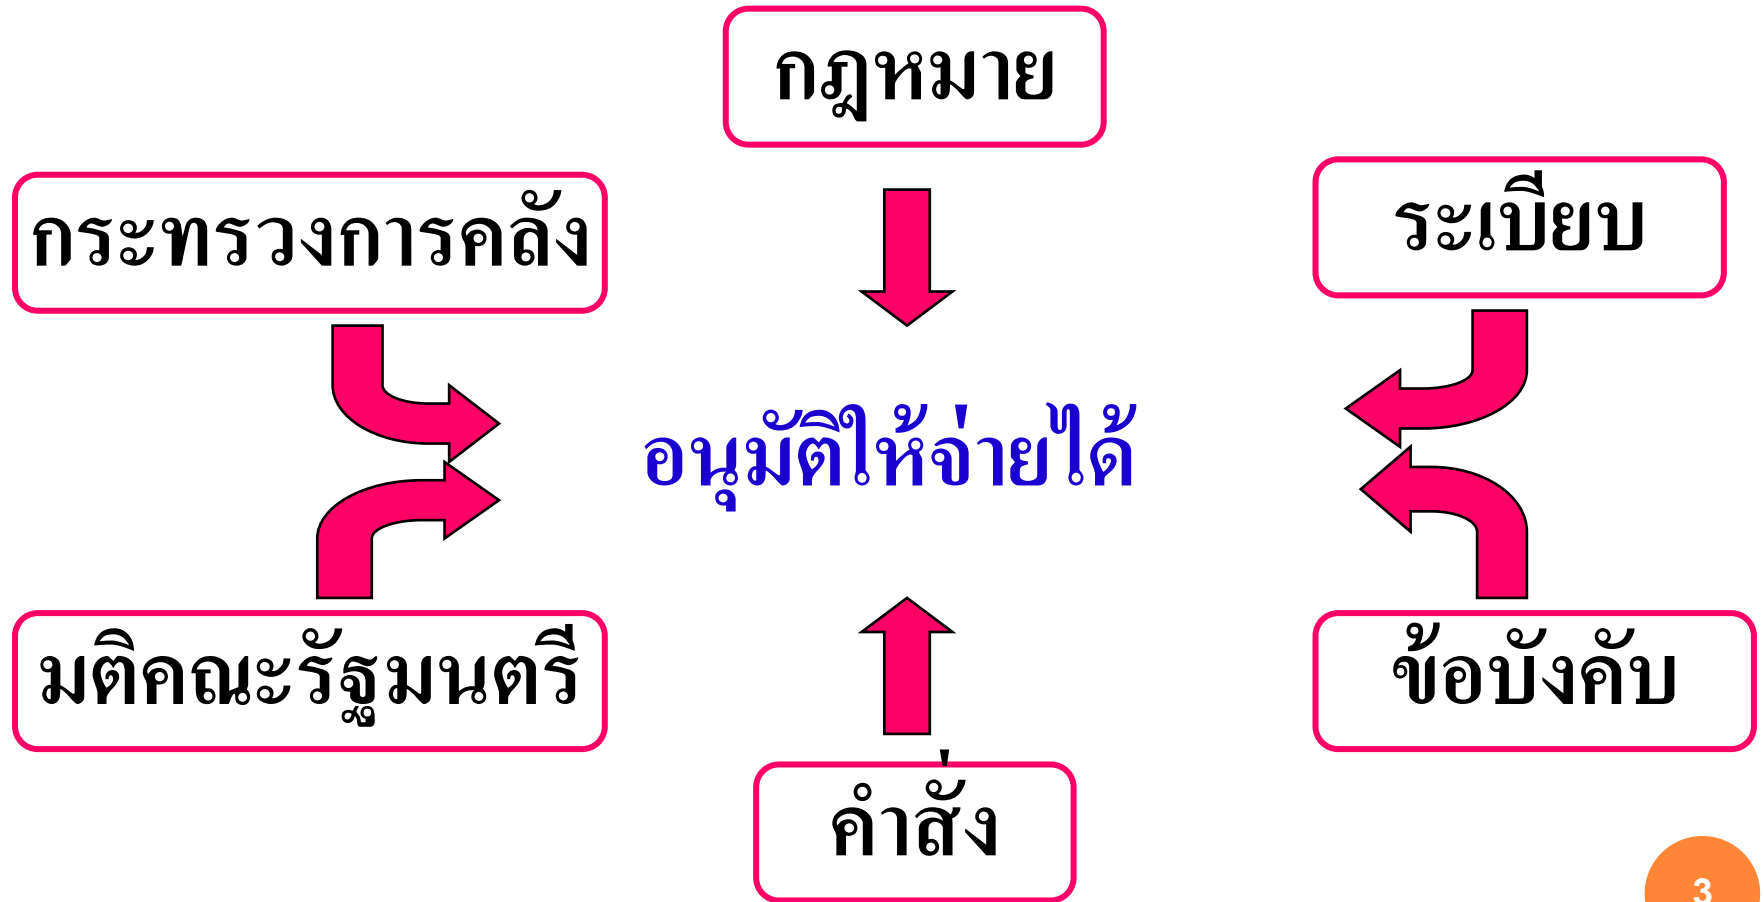 กฎหมาย
กระทรวงการคลัง
ระเบียบ
อนุมัติให้จ่ายได้
มติคณะรัฐมนตรี
ข้อบังคับ
คำสั่ง
3